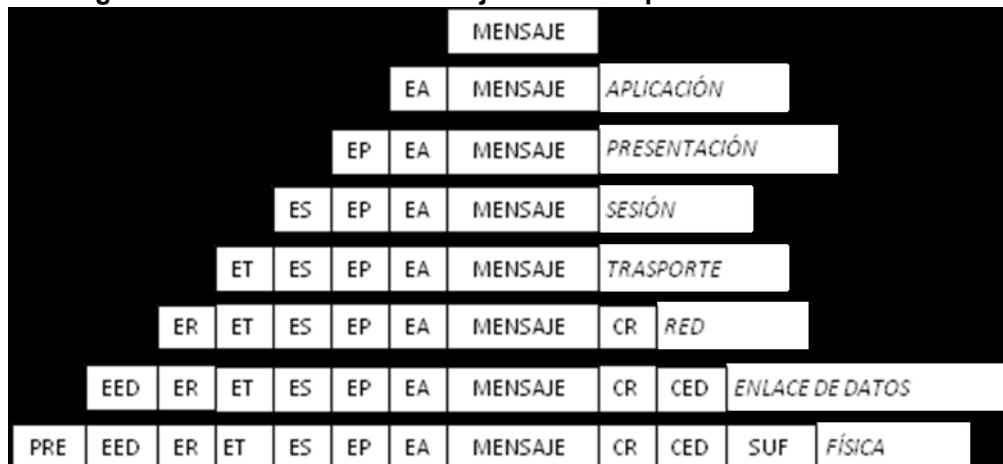 MENSAJE
EA MENSAJE APLICACIÓN
EP EA MENSAJE PRESENTACIÓN
ES EP EA MENSAJE SESIÓN
ET ES EP EA MENSAJE TRASPORTE
ER ET ES EP EA MENSAJE CR RED
EED ER ET ES EP EA MENSAJE CR CED ENLACE DE DATOS
PRE EED ER ET ES EP EA MENSAJE CR CED SUF FÍSICA